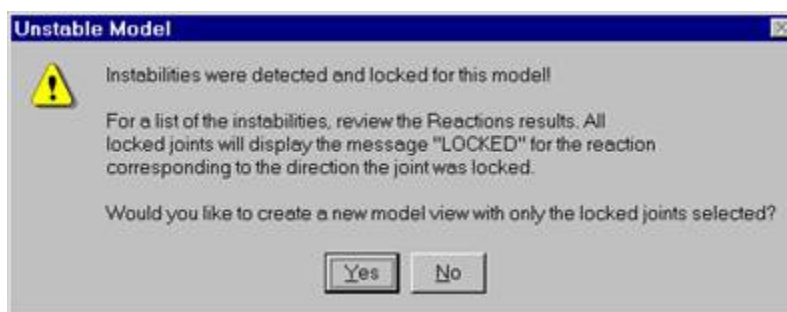 Unstable Model
Instabilities were detected and locked for this model!
For a list of the instabilities, review the Reactions results. All
locked joints will display the message "LOCKED" for the reaction
corresponding to the direction the joint was locked.
Would you like to create a new model view with only the locked joints selected?
Yes No